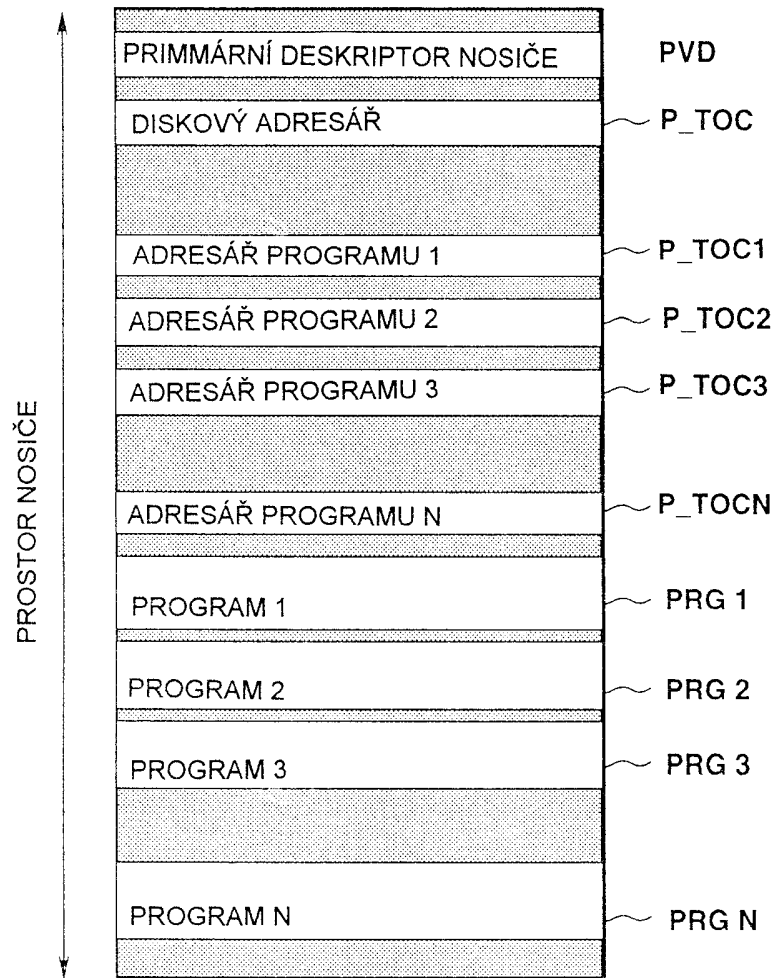 PRIMMÁRNÍ DESKRIPTOR NOSIČE PVD
DISKOVÝ ADRESÁŘ P_TOC
ADRESÁŘ PROGRAMU 1 P_TOC1
ADRESÁŘ PROGRAMU 2 P_TOC2
ADRESÁŘ PROGRAMU 3 P_TOC3
ADRESÁŘ PROGRAMU N P_TOCN
PROGRAM 1 PRG 1
PROGRAM 2 PRG 2
PROGRAM 3 PRG 3
PROGRAM N PRG N
PROSTOR NOSIČE